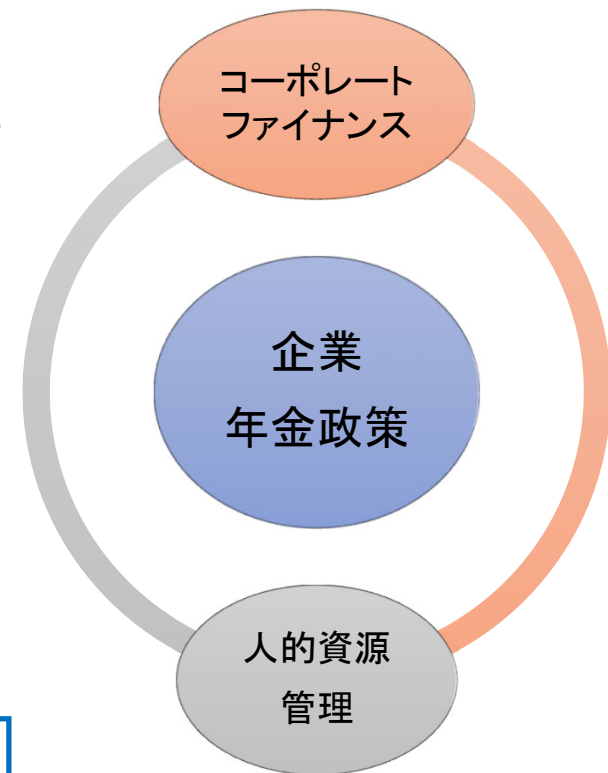 コーポレート
ファイナンス
企業
年金政策
人的資源
管理